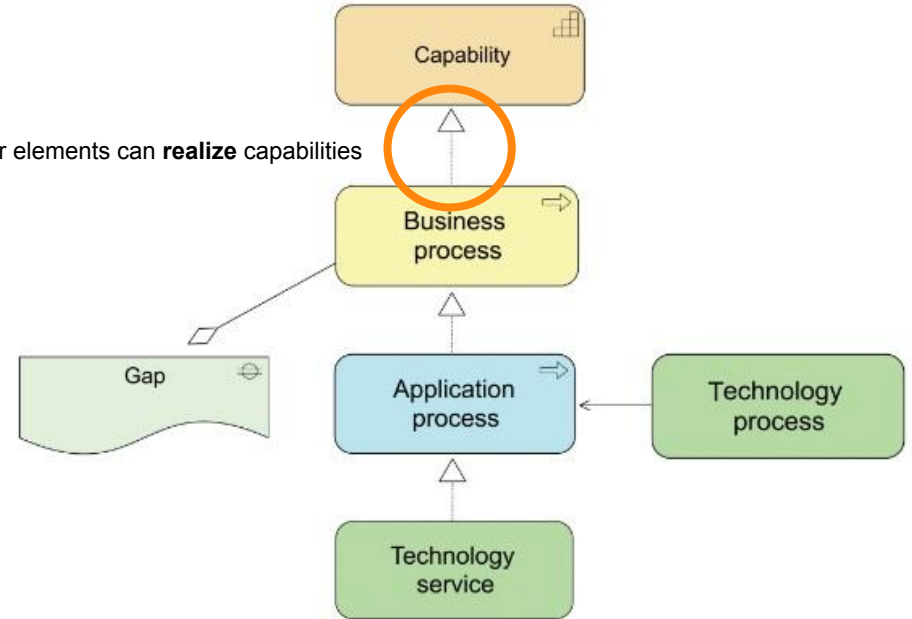 Capability
r elements can realize capabilities
Business
process
Gap
Application
process
Technology
process
Technology
service